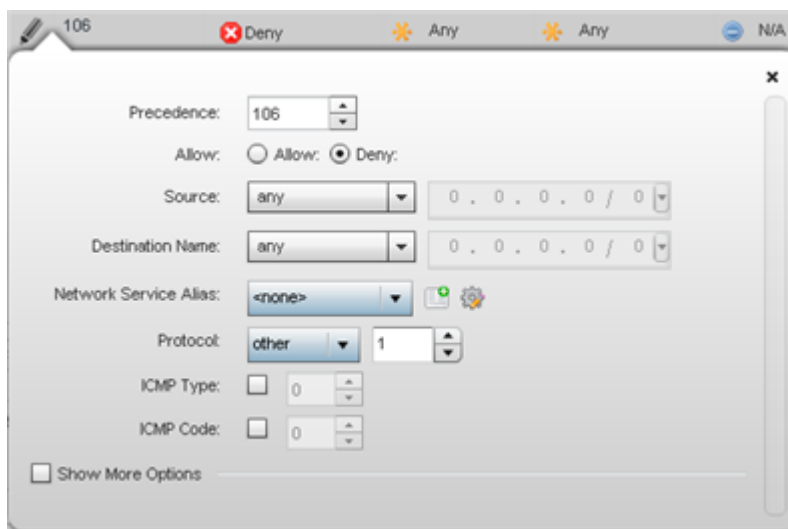 106 Deny Any Any N/A
Precedence: 106
Allow: Allow: Deny:
Source: any 0 . 0 . 0 . 0 / 0
Destination Name: any 0 . 0 . 0 . 0 / 0
Network Service Alias: <none>
Protocol: other 1
ICMP Type: 0
ICMP Code: 0
Show More Options